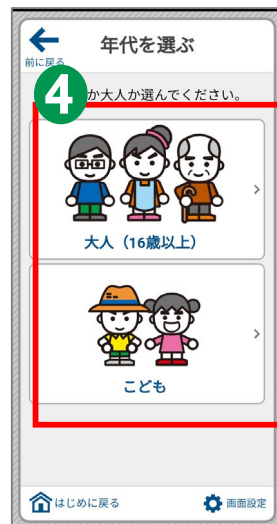 年代を選ぶ
前に戻る
4
か大人か選んでください。
大人（16歳以上）
こども
はじめに戻る
画面設定